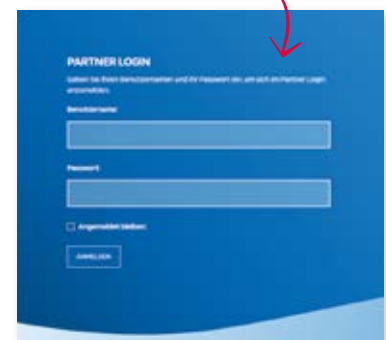 PARTNER LOGIN
Geben Sie Ihren Benutzernamen und Ihr Passwort ein, um sich im Partner Login
anzumelden.
Benutzername
Passwort
Angemeldet bleiben
ANMELDEN